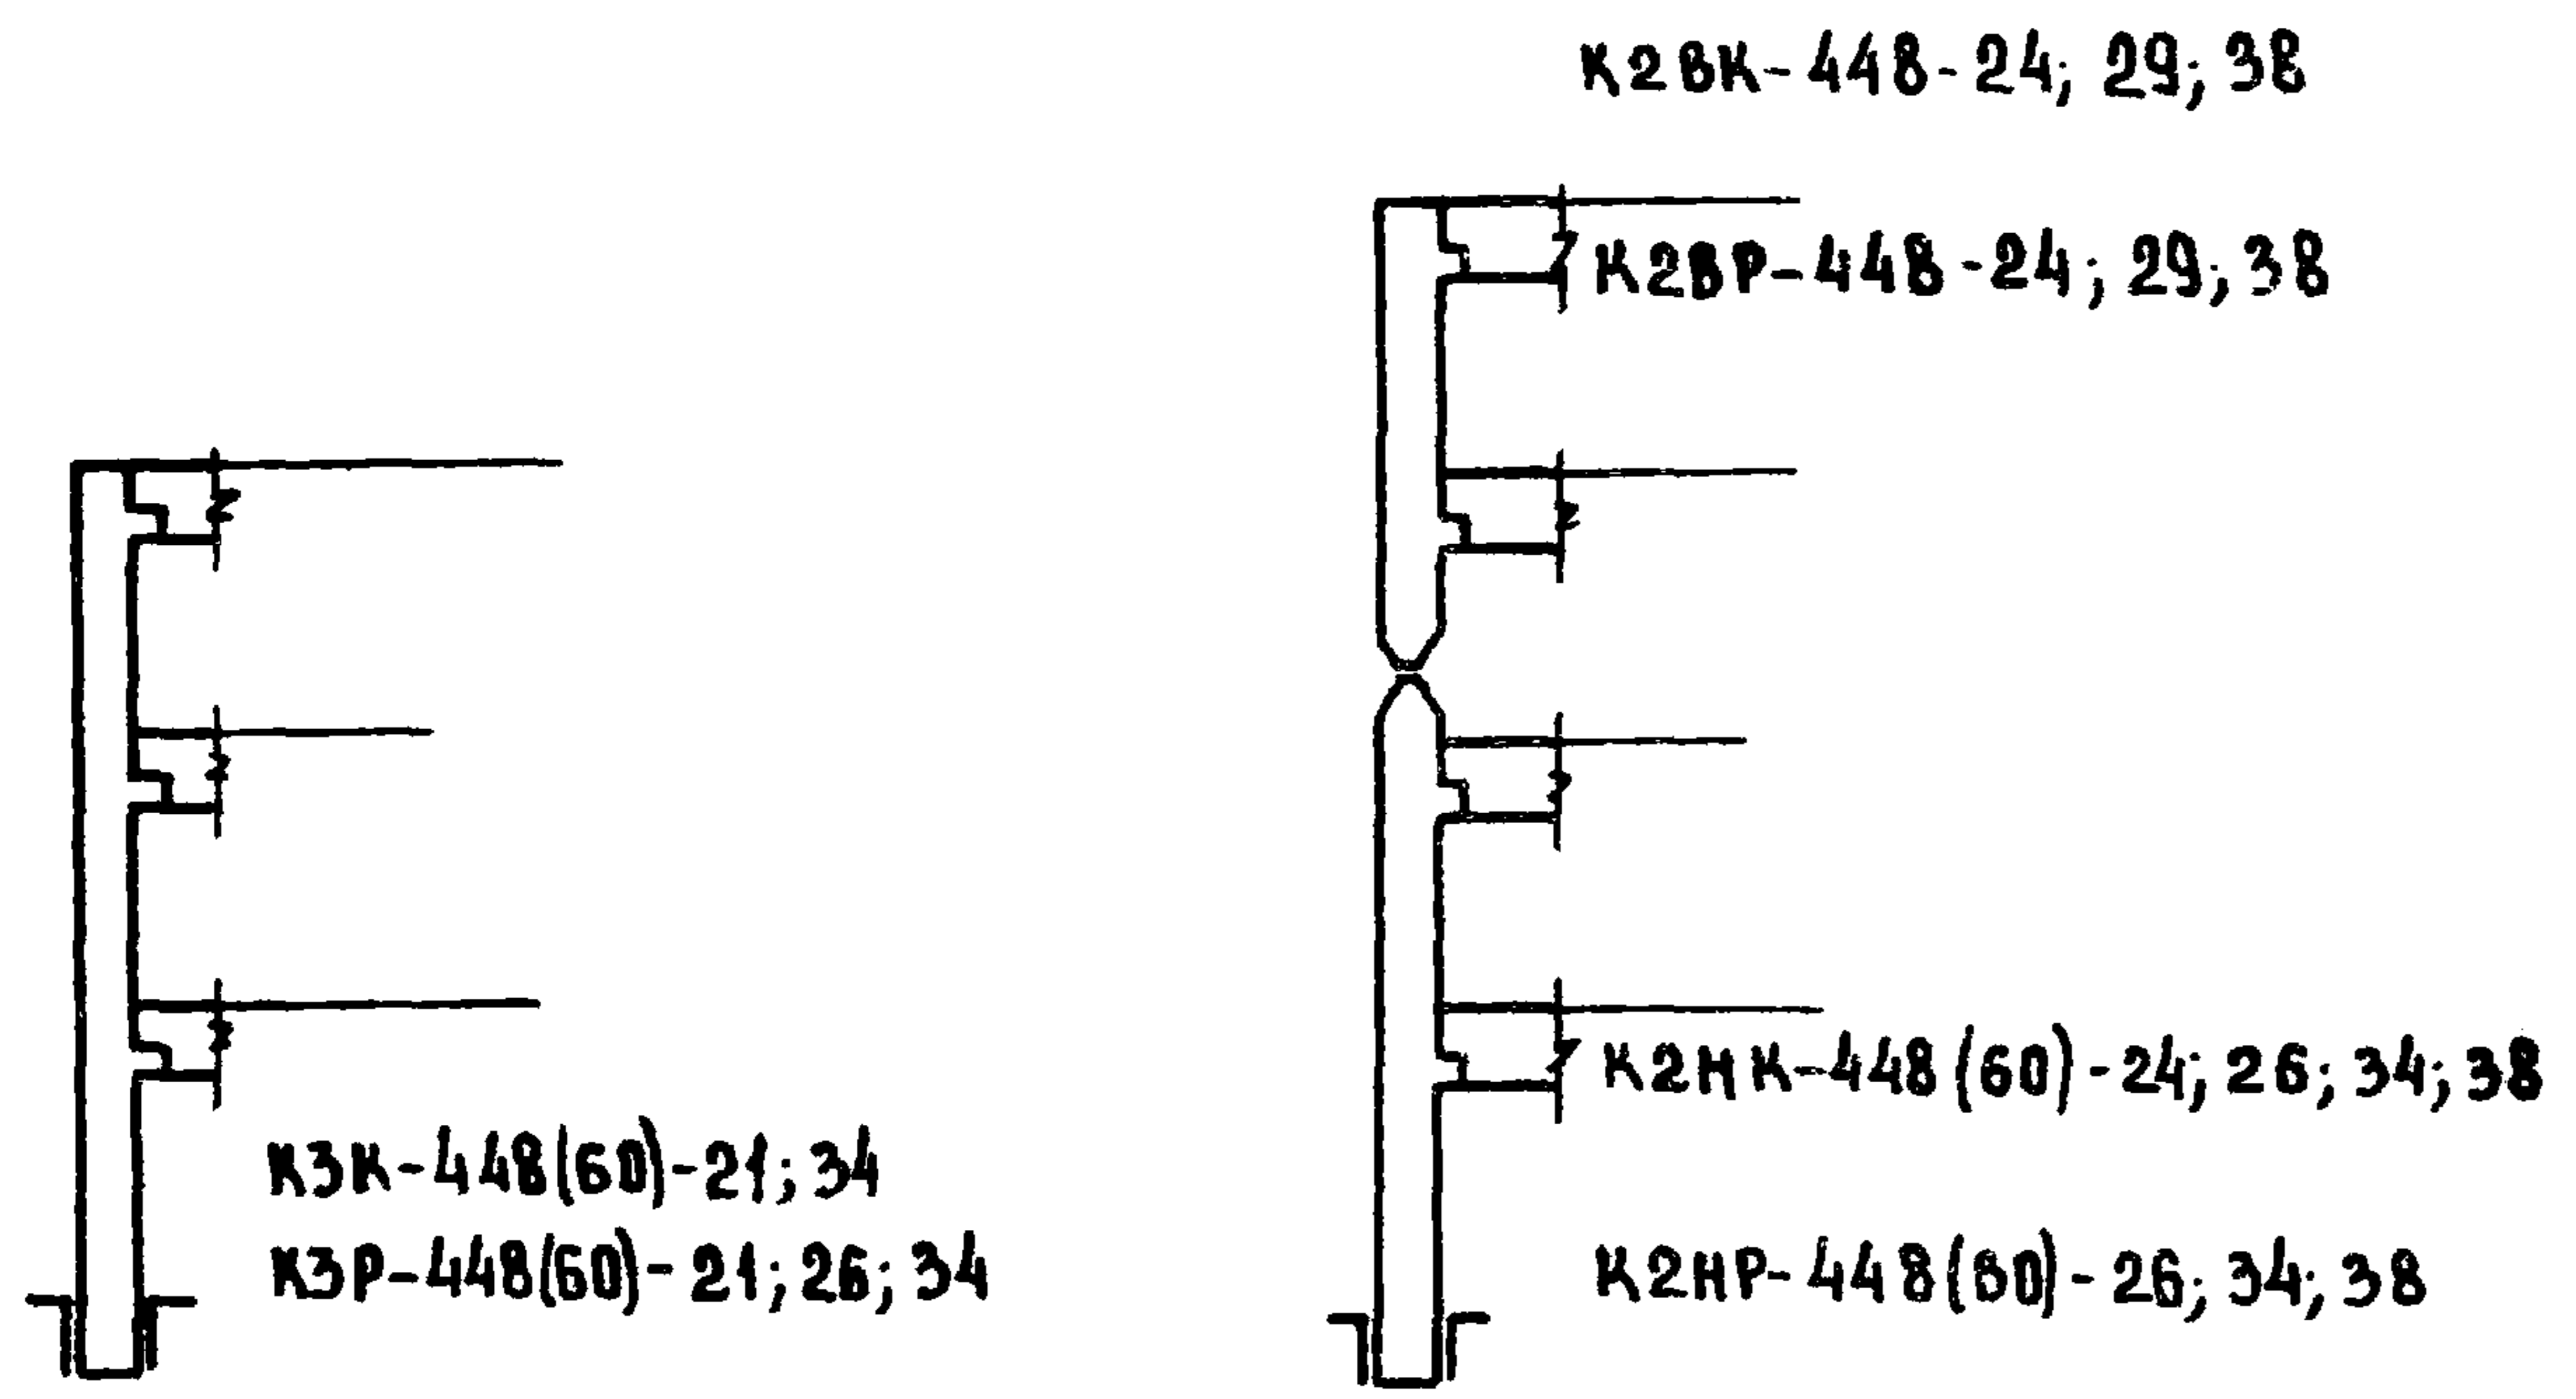 К2ВК-448-24; 29; 38
К2ВР-448-24; 29; 38
К3К-448(60)-21; 34
К3Р-448(60)-21; 26; 34
К2НК-448(60)-24; 26; 34; 38
К2НР-448(60)-26; 34; 38